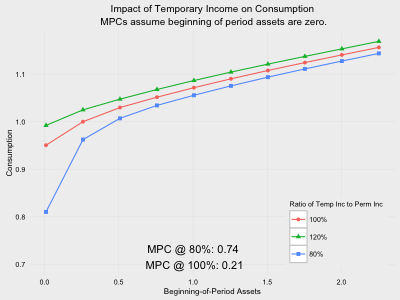 Impact of Temporary Income on Consumption
MPCs assume beginning of period assets are zero.
Consumption
1.1
1.0
0.9
0.8
0.7
MPC @ 80%: 0.74
MPC @ 100%: 0.21
Ratio of Temp Inc to Perm Inc
100%
120%
80%
0.0 0.5 1.0 1.5 2.0
Beginning-of-Period Assets